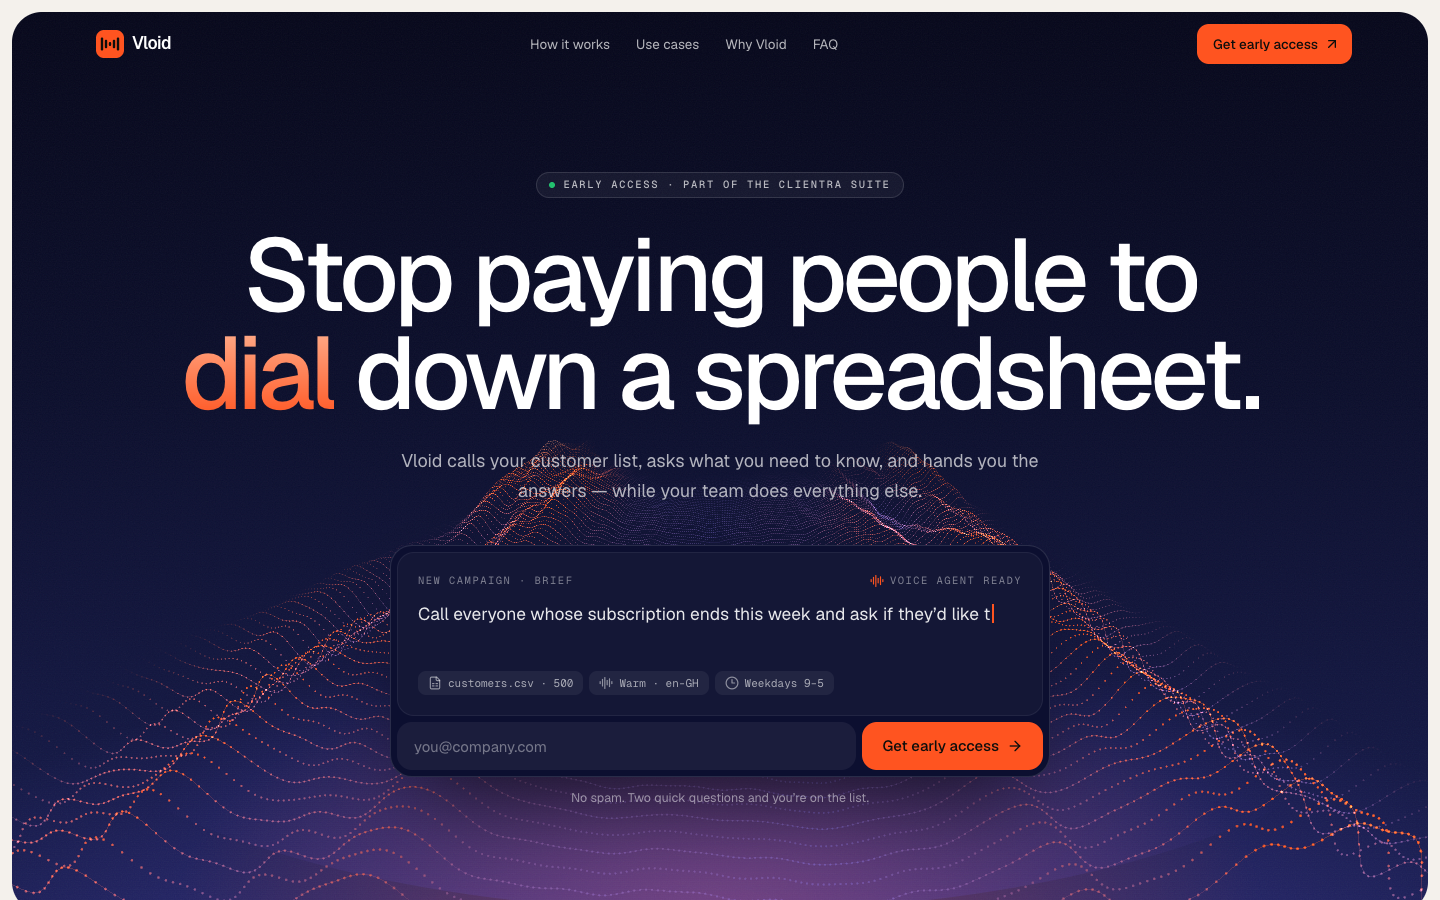 Vloid
How it works
Use cases
Why Vloid
FAQ
Get early access
EARLY ACCESS · PART OF THE CLIENTRA SUITE
Stop paying people to
dial down a spreadsheet.
Vloid calls your customer list, asks what you need to know, and hands you the
answers — while your team does everything else.
NEW CAMPAIGN · BRIEF
VOICE AGENT READY
Call everyone whose subscription ends this week and ask if they’d like t
customers.csv · 500
Warm · en-GH
Weekdays 9–5
you@company.com
Get early access
No spam. Two quick questions and you're on the list.